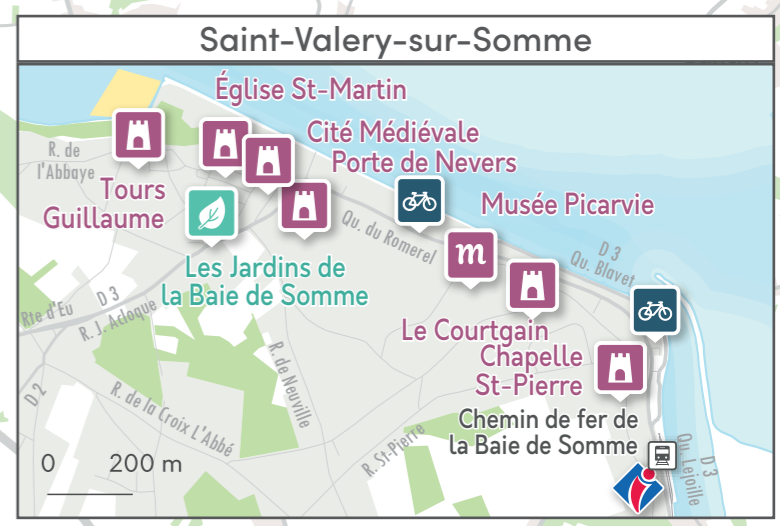 Saint-Valery-sur-Somme
Église St-Martin
Cité Médiévale
Porte de Nevers
R. de
l'Abbaye
Tours
Guillaume
Musée Picarvie
Qu. du Romerel
D 3
Qu. Blavet
Les Jardins de
la Baie de Somme
m
Rte d'Eu
D 3
R. J. Acloque
Le Courtgain
Chapelle
St-Pierre
D 2
R. de la Croix L'Abbé
R. de Neuville
R. St-Pierre
Chemin de fer de
la Baie de Somme
Qu. Lejoille
D 3
0 200 m